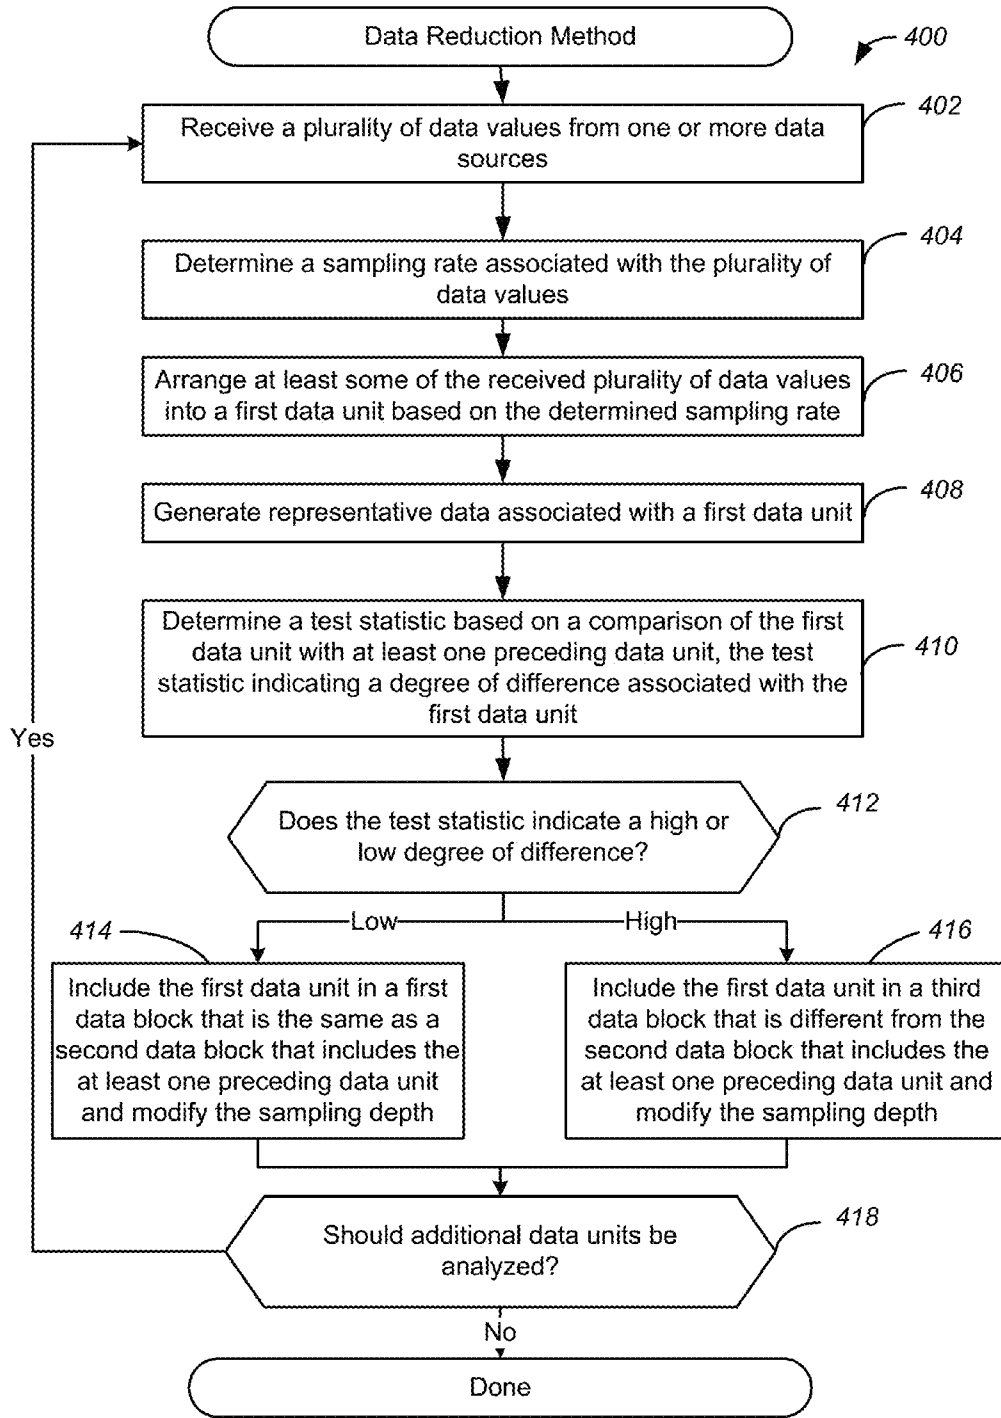 Data Reduction Method
400
402
Receive a plurality of data values from one or more data
sources
404
Determine a sampling rate associated with the plurality of
data values
406
Arrange at least some of the received plurality of data values
into a first data unit based on the determined sampling rate
408
Generate representative data associated with a first data unit
410
Determine a test statistic based on a comparison of the first
data unit with at least one preceding data unit, the test
statistic indicating a degree of difference associated with the
first data unit
Yes
412
Does the test statistic indicate a high or
low degree of difference?
Low
High
414
Include the first data unit in a first
data block that is the same as a
second data block that includes the
at least one preceding data unit
and modify the sampling depth
416
Include the first data unit in a third
data block that is different from the
second data block that includes the
at least one preceding data unit and
modify the sampling depth
418
Should additional data units be
analyzed?
No
Done